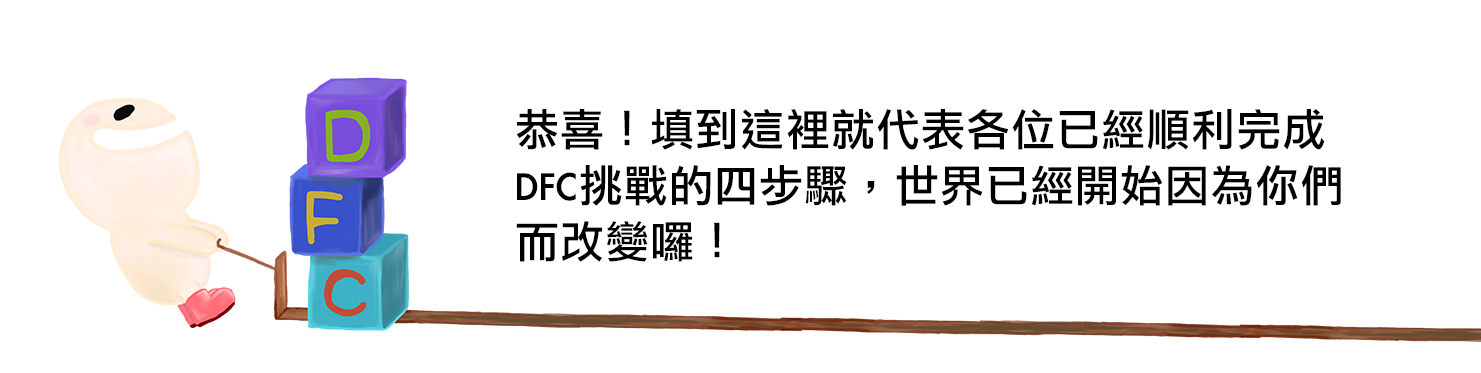 D
F
C
恭喜！填到這裡就代表各位已經順利完成
DFC挑戰的四步驟，世界已經開始因為你們
而改變囉！